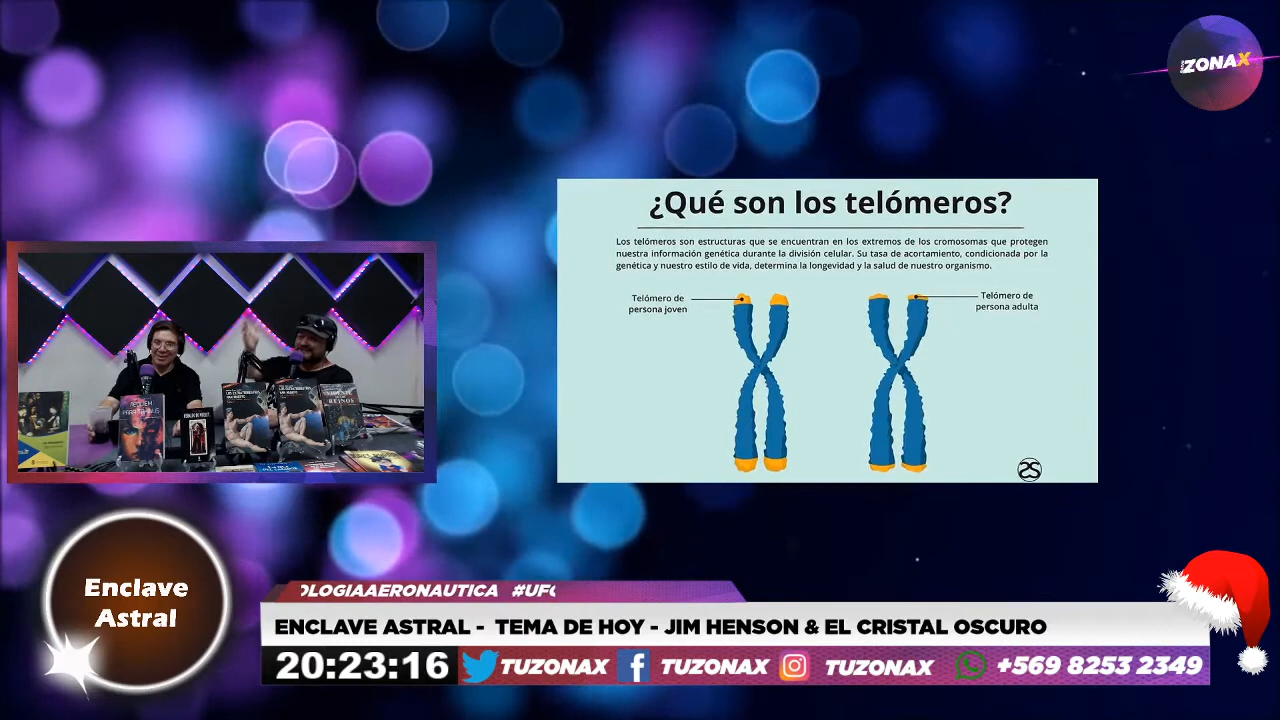 ZONAX
¿Qué son los telómeros?
Los telómeros son estructuras que se encuentran en los extremos de los cromosomas que protegen
nuestra información genética durante la división celular. Su tasa de acortamiento, condicionada por la
genética y nuestro estilo de vida, determina la longevidad y la salud de nuestro organismo.
Telómero de
persona joven
Telómero de
persona adulta
Enclave
Astral
OLOGIAAERONAUTICA #UFO
ENCLAVE ASTRAL - TEMA DE HOY - JIM HENSON & EL CRISTAL OSCURO
20:23:16 TUZONAX TUZONAX TUZONAX +569 8253 2349